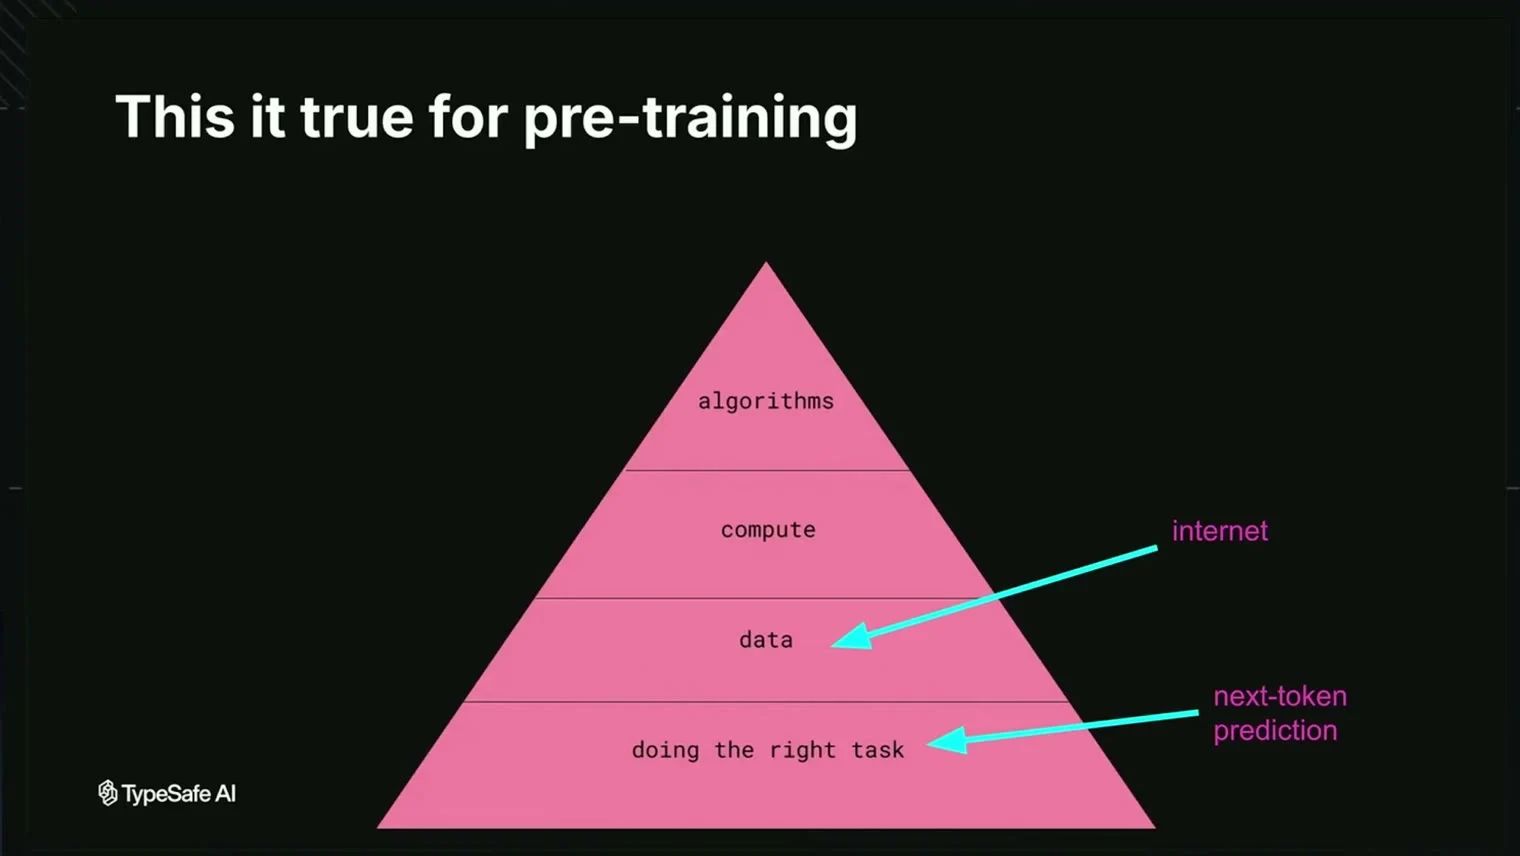 This it true for pre-training
algorithms
compute
internet
data
next-token
prediction
doing the right task
TypeSafe AI